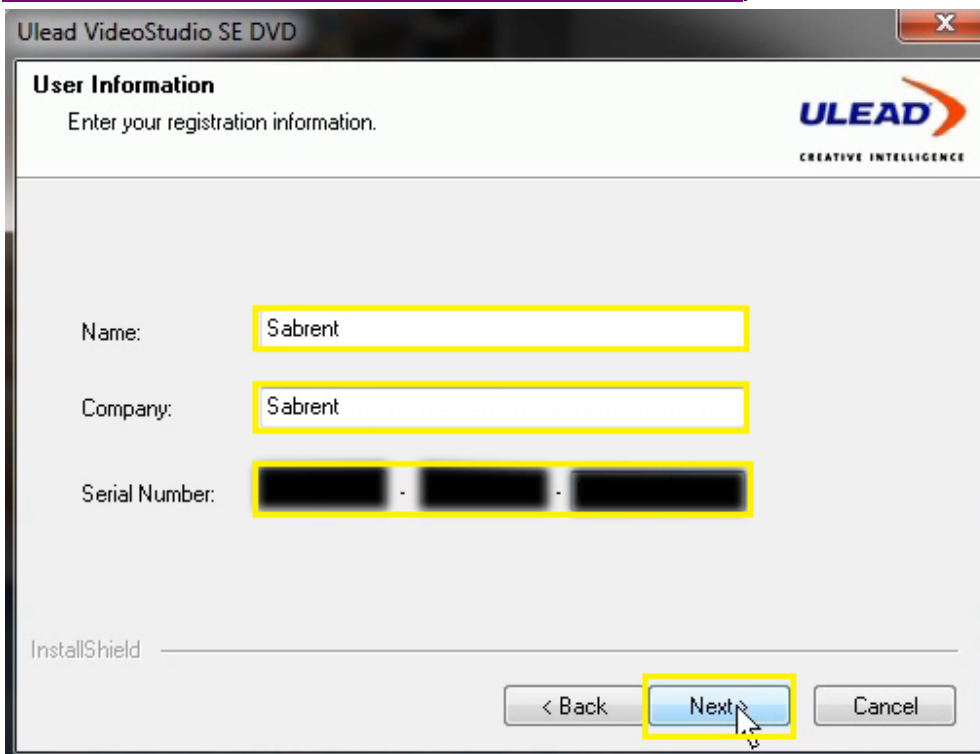 Ulead VideoStudio SE DVD
User Information
Enter your registration information.
ULEAD
CREATIVE INTELLIGENCE
Name: Sabrent
Company: Sabrent
Serial Number: - -
InstallShield
< Back Next > Cancel